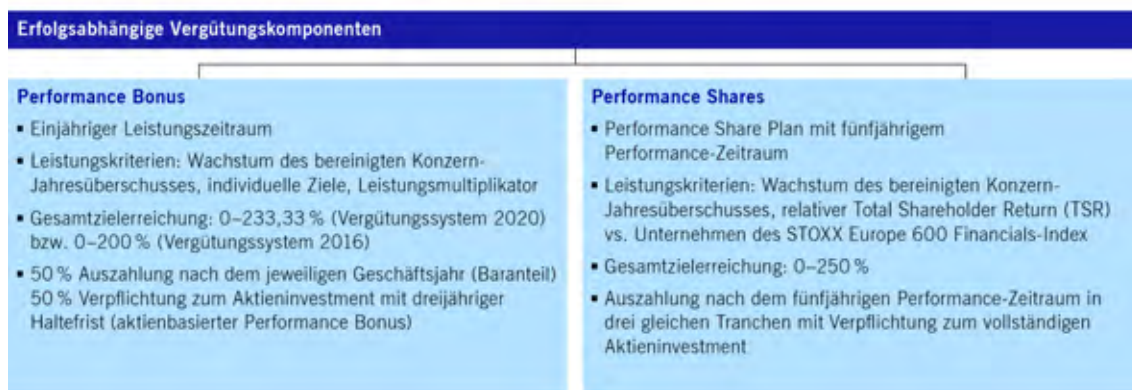 Erfolgsabhängige Vergütungskomponenten
Performance Bonus
▪ Einjähriger Leistungszeitraum
▪ Leistungskriterien: Wachstum des bereinigten Konzern-
Jahresüberschusses, individuelle Ziele, Leistungsmultiplikator
▪ Gesamtzielerreichung: 0–233,33 % (Vergütungssystem 2020)
bzw. 0–200 % (Vergütungssystem 2016)
▪ 50 % Auszahlung nach dem jeweiligen Geschäftsjahr (Baranteil)
50 % Verpflichtung zum Aktieninvestment mit dreijähriger
Haltefrist (aktienbasierter Performance Bonus)
Performance Shares
▪ Performance Share Plan mit fünfjährigem
Performance-Zeitraum
▪ Leistungskriterien: Wachstum des bereinigten Konzern-
Jahresüberschusses, relativer Total Shareholder Return (TSR)
vs. Unternehmen des STOXX Europe 600 Financials-Index
▪ Gesamtzielerreichung: 0–250 %
▪ Auszahlung nach dem fünfjährigen Performance-Zeitraum in
drei gleichen Tranchen mit Verpflichtung zum vollständigen
Aktieninvestment